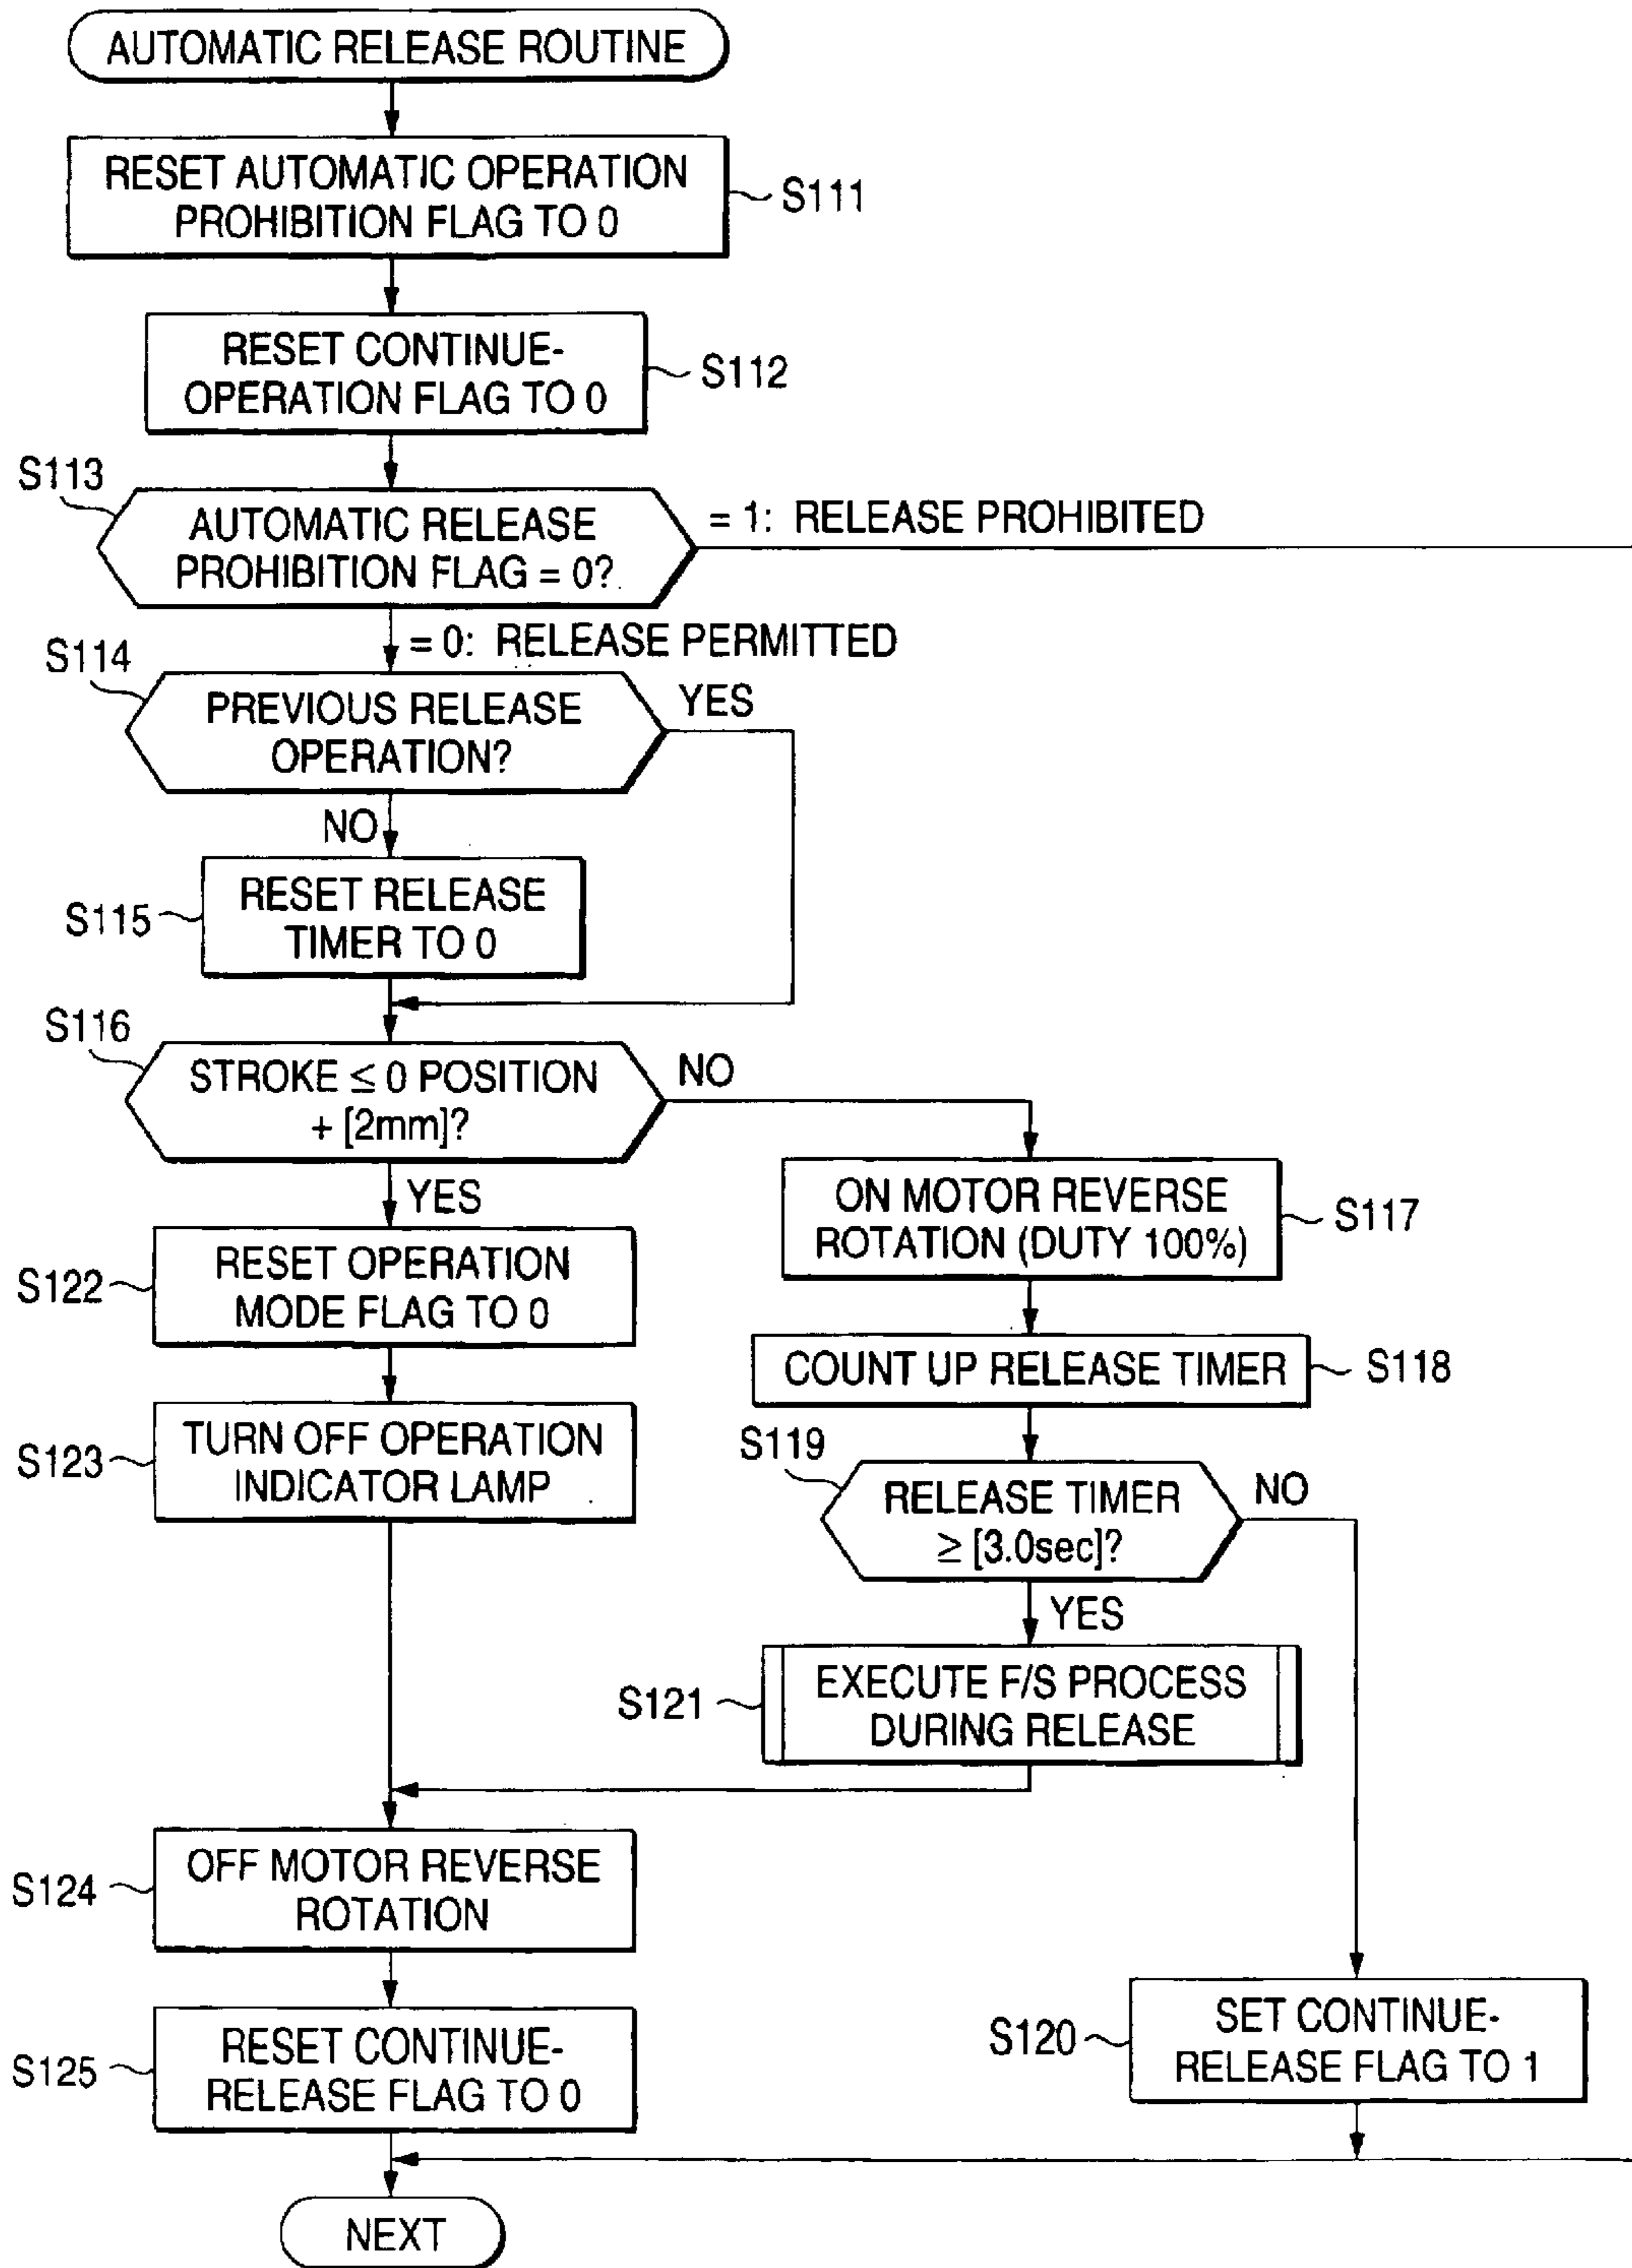 AUTOMATIC RELEASE ROUTINE
RESET AUTOMATIC OPERATION
PROHIBITION FLAG TO 0
S111
RESET CONTINUE-
OPERATION FLAG TO 0
S112
S113
AUTOMATIC RELEASE
PROHIBITION FLAG = 0?
= 1: RELEASE PROHIBITED
= 0: RELEASE PERMITTED
S114
PREVIOUS RELEASE
OPERATION?
YES
NO
S115
RESET RELEASE
TIMER TO 0
S116
STROKE ≤ 0 POSITION
+ [2mm]?
NO
YES
ON MOTOR REVERSE
ROTATION (DUTY 100%)
S117
S122
RESET OPERATION
MODE FLAG TO 0
COUNT UP RELEASE TIMER
S118
S123
TURN OFF OPERATION
INDICATOR LAMP
S119
RELEASE TIMER
≥ [3.0sec]?
NO
YES
S121
EXECUTE F/S PROCESS
DURING RELEASE
S124
OFF MOTOR REVERSE
ROTATION
S120
SET CONTINUE-
RELEASE FLAG TO 1
S125
RESET CONTINUE-
RELEASE FLAG TO 0
NEXT